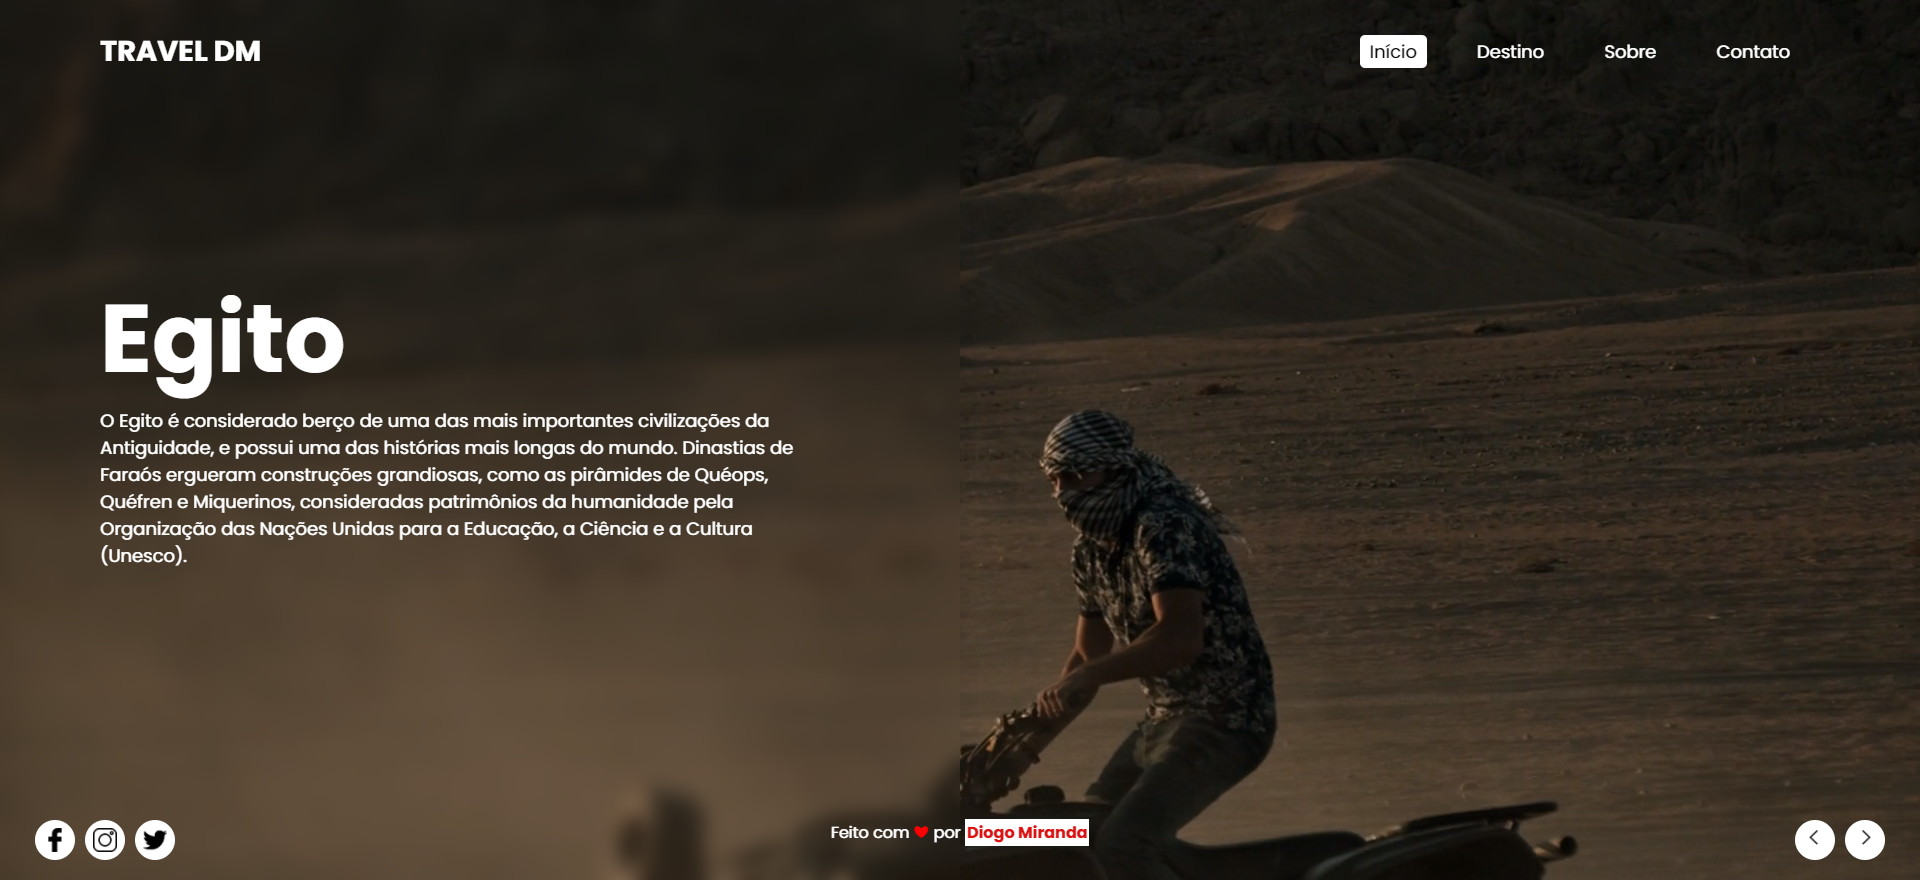 TRAVEL DM
Início
Destino
Sobre
Contato
Egito
O Egito é considerado berço de uma das mais importantes civilizações da
Antiguidade, e possui uma das histórias mais longas do mundo. Dinastias de
Faraós ergueram construções grandiosas, como as pirâmides de Quéops,
Quéfren e Miquerinos, consideradas patrimônios da humanidade pela
Organização das Nações Unidas para a Educação, a Ciência e a Cultura
(Unesco).
Feito com ❤ por Diogo Miranda